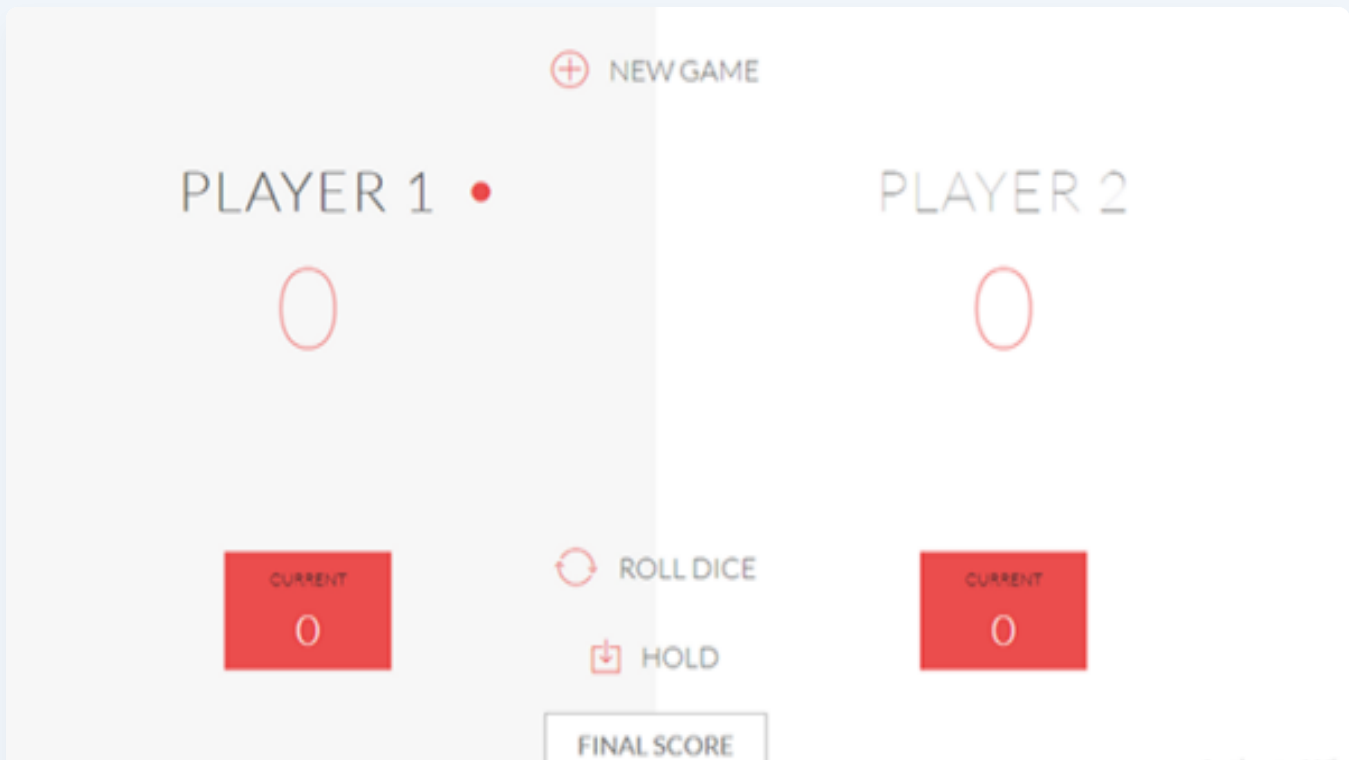 NEW GAME
PLAYER 1
0
PLAYER 2
0
CURRENT
0
ROLL DICE
HOLD
CURRENT
0
FINAL SCORE